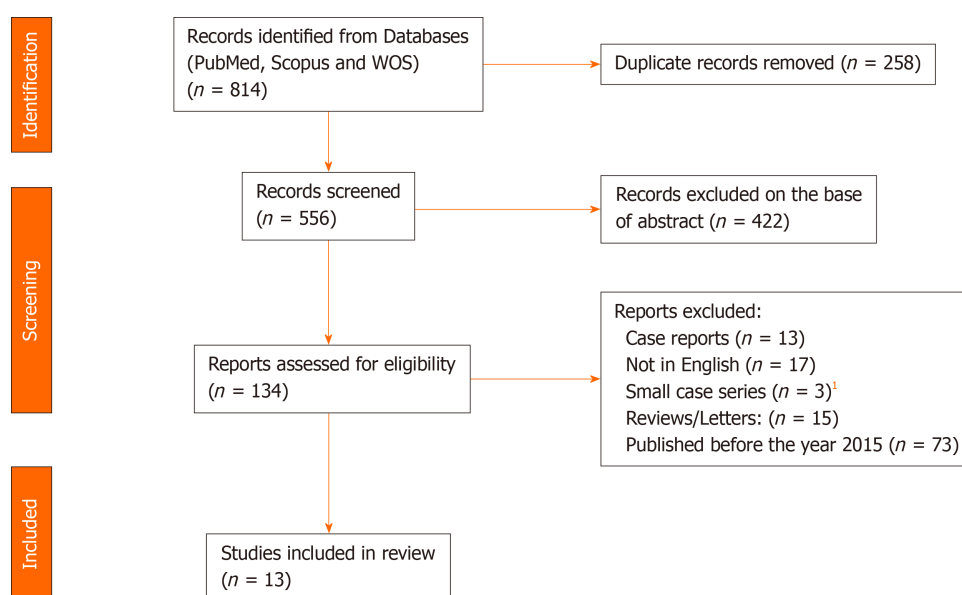 Identification
Records identified from Databases
(PubMed, Scopus and WOS)
(n = 814)
Duplicate records removed (n = 258)
Screening
Records screened
(n = 556)
Records excluded on the base
of abstract (n = 422)
Reports assessed for eligibility
(n = 134)
Reports excluded:
Case reports (n = 13)
Not in English (n = 17)
Small case series (n = 3)¹
Reviews/Letters: (n = 15)
Published before the year 2015 (n = 73)
Included
Studies included in review
(n = 13)